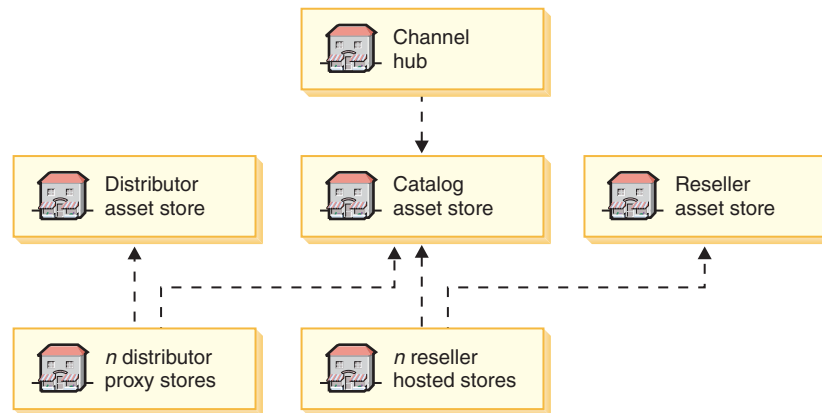 Channel
hub
Distributor
asset store
Catalog
asset store
Reseller
asset store
n distributor
proxy stores
n reseller
hosted stores